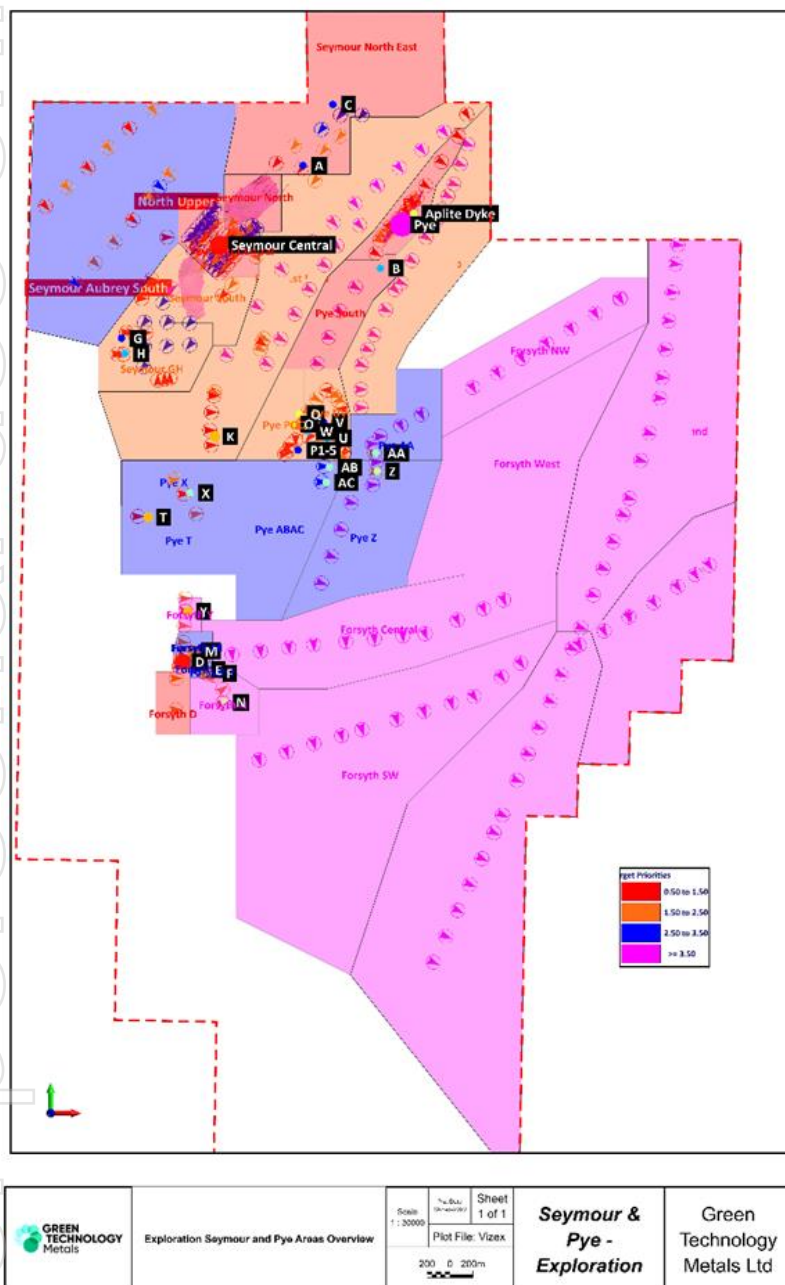 Seymour North East
C
A
North Upper
Seymour North
Aplite Dyke
Pye
Seymour Central
B
Seymour Aubrey South
Seymour South
Pye South
G
H
Seymour GH
Forsyth NW
K
Q
O
V
W
U
P1-5
AA
Z
AB
AC
Forsyth West
Pye X
X
T
Pye T
Pye ABAC
Pye Z
Y
Forsyth Central
M
D
E
F
N
Forsyth D
Forsyth SW
rget Priorities
0.50 to 1.50
1.50 to 2.50
2.50 to 3.50
>= 3.50
GREEN
TECHNOLOGY
Metals
Exploration Seymour and Pye Areas Overview
Scale
1 : 20000
Sheet
1 of 1
Plot File: Vizex
200 0 200m
Seymour &
Pye -
Exploration
Green
Technology
Metals Ltd